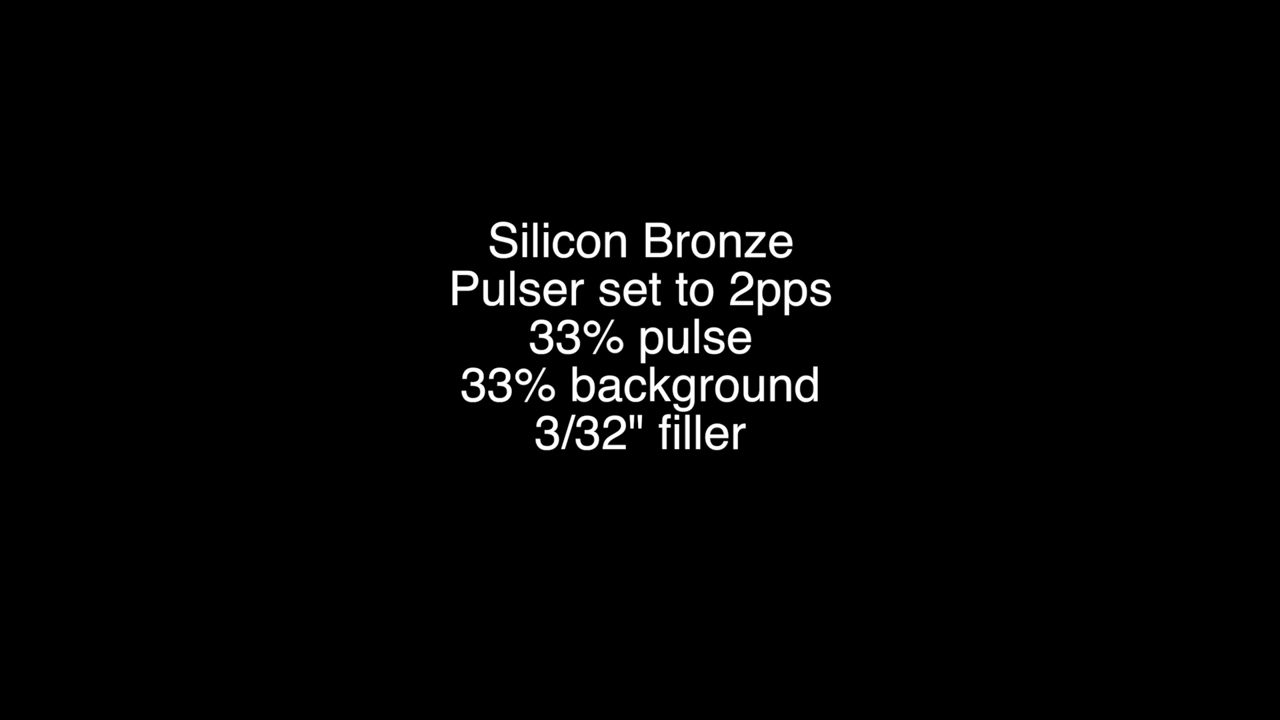 Silicon Bronze
Pulser set to 2pps
33% pulse
33% background
3/32" filler